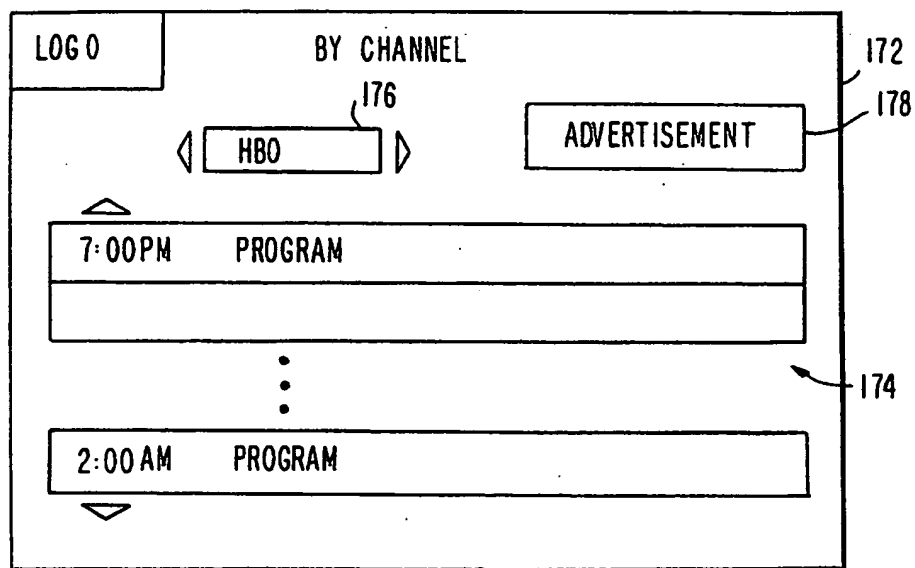 LOGO
BY CHANNEL
172
176
178
HBO
ADVERTISEMENT
7:00PM PROGRAM
174
2:00AM PROGRAM